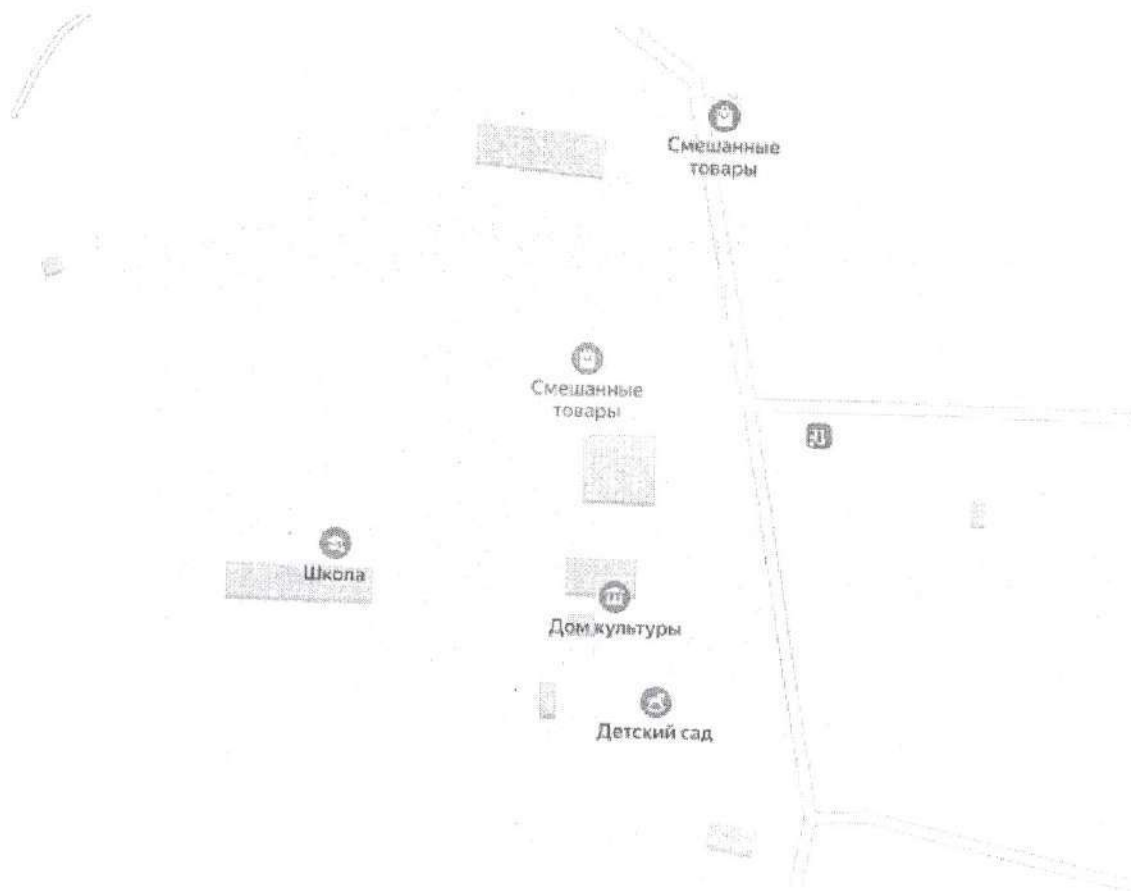 Смешанные
товары
Смешанные
товары
Школа
Дом культуры
Детский сад